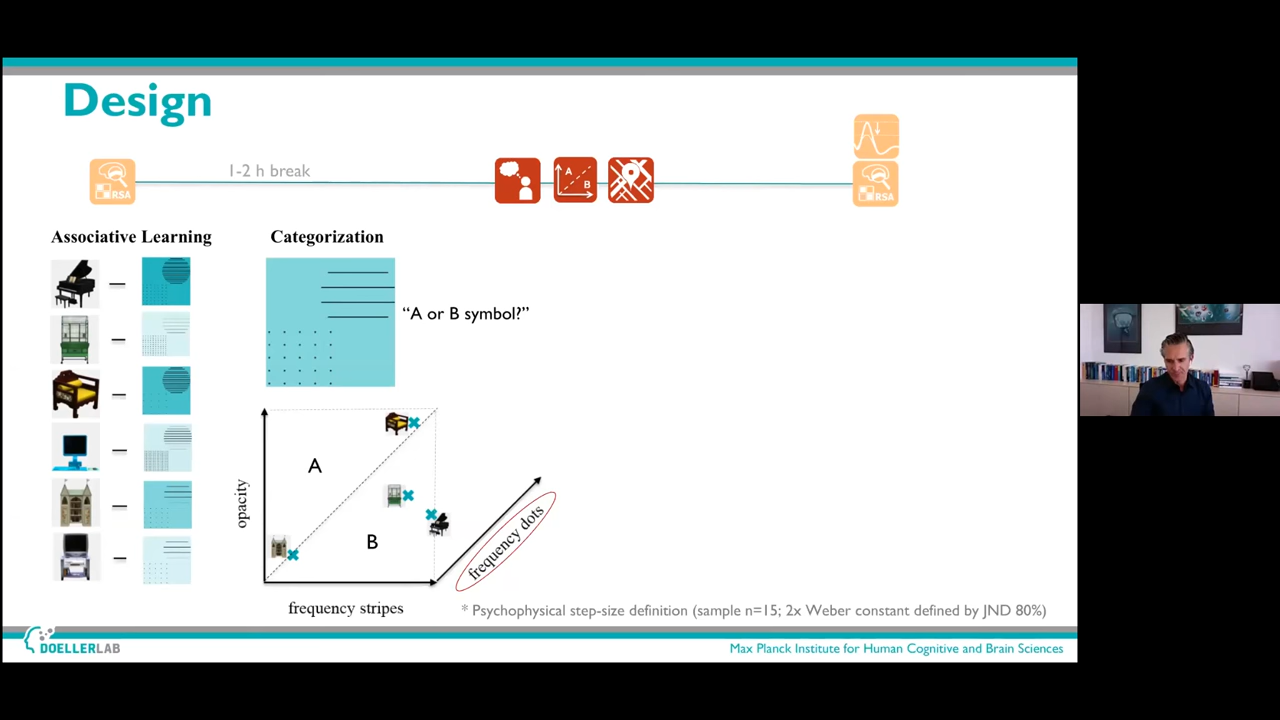 Design
1-2 h break
RSA
A
B
A
RSA
Associative Learning
Categorization
“A or B symbol?”
A
B
opacity
frequency dots
frequency stripes
* Psychophysical step-size definition (sample n=15; 2x Weber constant defined by JND 80%)
DOELLERLAB
Max Planck Institute for Human Cognitive and Brain Sciences